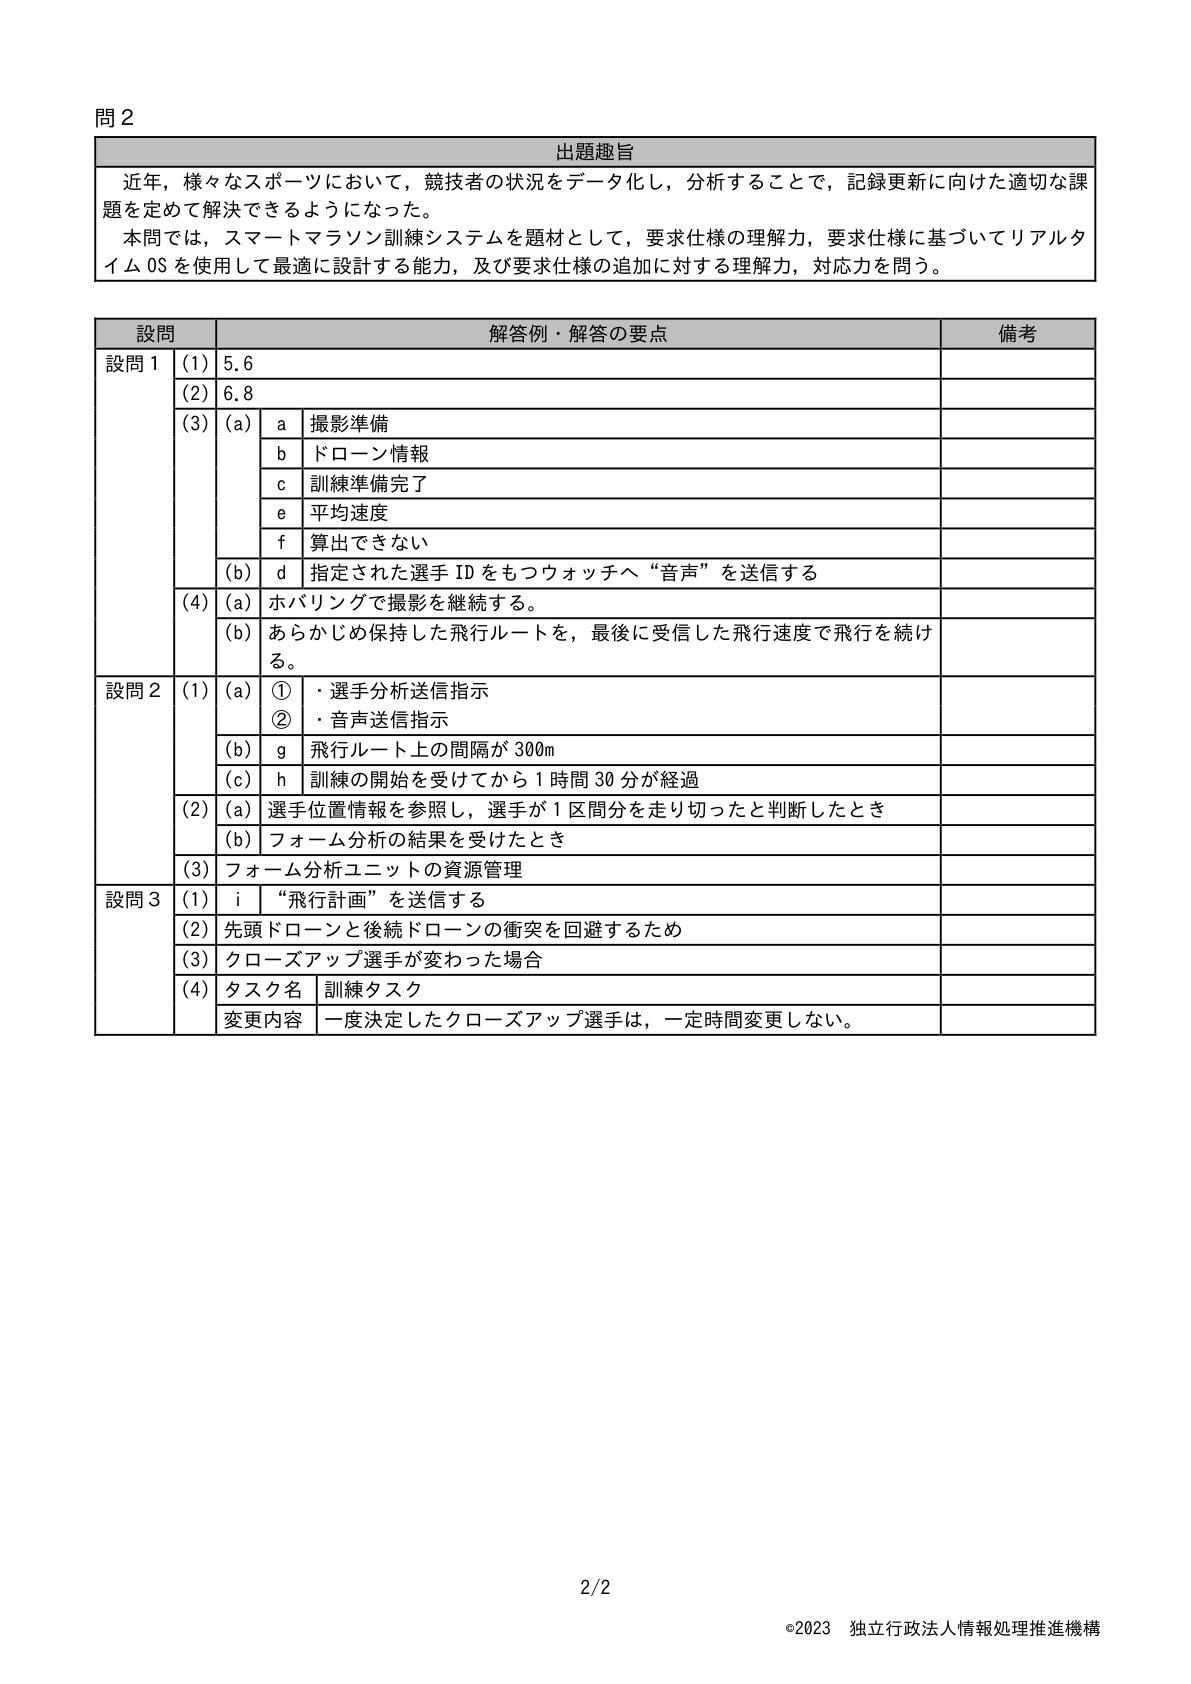 問２
出題趣旨
近年，様々なスポーツにおいて，競技者の状況をデータ化し，分析することで，記録更新に向けた適切な課
題を定めて解決できるようになった。
本問では，スマートマラソン訓練システムを題材として，要求仕様の理解力，要求仕様に基づいてリアルタ
イム OS を使用して最適に設計する能力，及び要求仕様の追加に対する理解力，対応力を問う。
設問 解答例・解答の要点 備考
設問１ (1) 5.6
(2) 6.8
(3) (a) a 撮影準備
b ドローン情報
c 訓練準備完了
e 平均速度
f 算出できない
(b) d 指定された選手 ID をもつウォッチへ“音声”を送信する
(4) (a) ホバリングで撮影を継続する。
(b) あらかじめ保持した飛行ルートを，最後に受信した飛行速度で飛行を続け
る。
設問２ (1) (a) ① ・選手分析送信指示
② ・音声送信指示
(b) g 飛行ルート上の間隔が 300m
(c) h 訓練の開始を受けてから 1 時間 30 分が経過
(2) (a) 選手位置情報を参照し，選手が 1 区間分を走り切ったと判断したとき
(b) フォーム分析の結果を受けたとき
(3) フォーム分析ユニットの資源管理
設問３ (1) i “飛行計画”を送信する
(2) 先頭ドローンと後続ドローンの衝突を回避するため
(3) クローズアップ選手が変わった場合
(4) タスク名 訓練タスク
変更内容 一度決定したクローズアップ選手は，一定時間変更しない。
2/2
©2023　独立行政法人情報処理推進機構